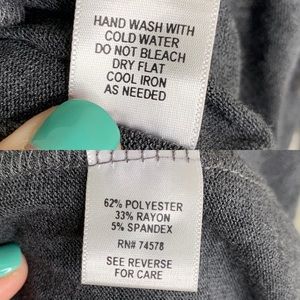 HAND WASH WITH
COLD WATER
DO NOT BLEACH
DRY FLAT
COOL IRON
AS NEEDED
62% POLYESTER
33% RAYON
5% SPANDEX
RN# 74578
SEE REVERSE
FOR CARE